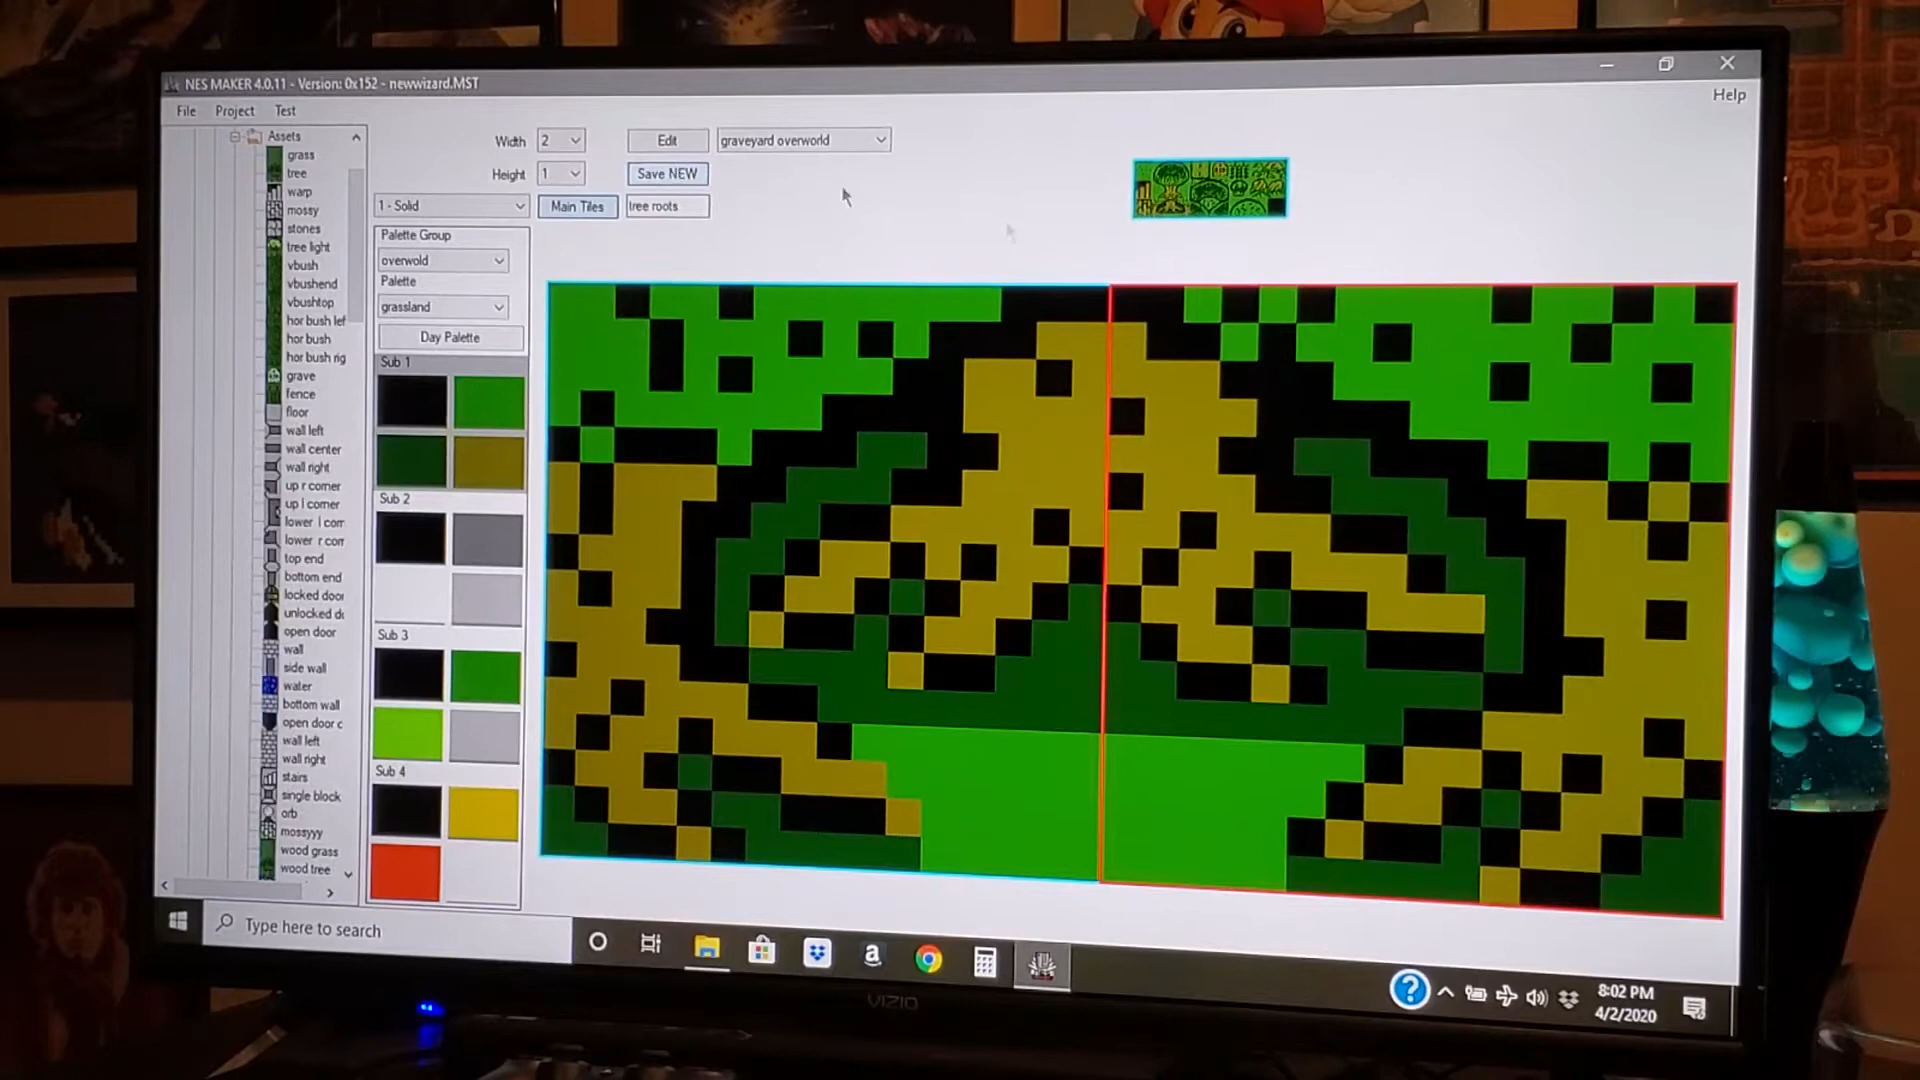 NES MAKER 4.0.11 - Version: 0x152 - newwizard.MST
Help
File Project Test
Assets
grass
tree
warp
mossy
stones
tree light
vbush
vbushend
vbushtop
hor bush lef
hor bush
hor bush rig
grave
fence
floor
wall left
wall center
wall right
up r corner
up l corner
lower l corn
lower r corr
top end
bottom end
locked door
unlocked do
open door
wall
side wall
water
bottom wall
open door c
wall left
wall right
stairs
single block
orb
mossyyy
wood grass
wood tree
Width 2 Edit graveyard overworld
Height 1 Save NEW
1 - Solid Main Tiles tree roots
Palette Group
overwold
Palette
grassland
Day Palette
Sub 1
Sub 2
Sub 3
Sub 4
Type here to search
a
?
8:02 PM
4/2/2020
VIZIO